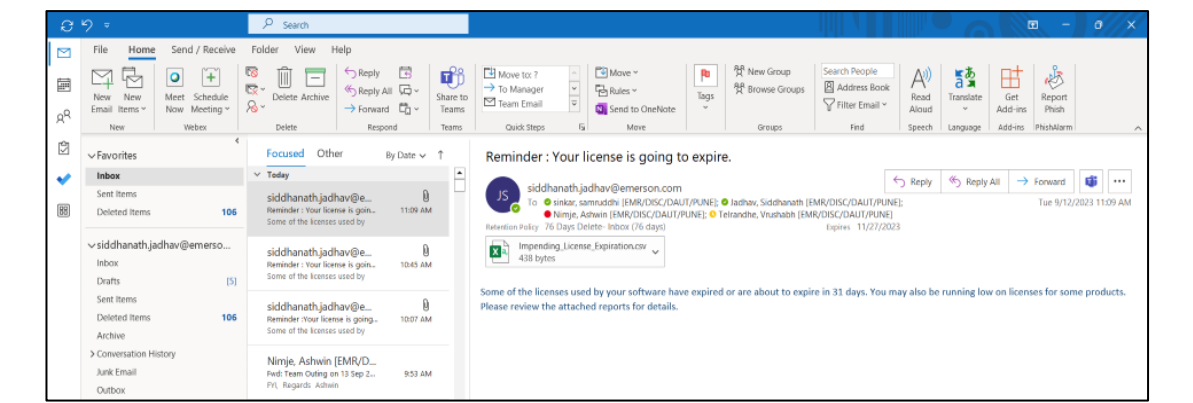 Search
File Home Send / Receive Folder View Help
New Email
New Items
Meet Now
Schedule Meeting
Delete
Archive
Reply
Reply All
Forward
Share to Teams
Move to: ?
To Manager
Team Email
Move
Rules
Send to OneNote
Tags
New Group
Browse Groups
Search People
Address Book
Filter Email
Read Aloud
Translate
Get Add-ins
Report Phish
New Webex Delete Respond Teams Quick Steps Move Groups Find Speech Language Add-ins PhishAlarm
Favorites
Inbox
Sent Items
Deleted Items 106
siddhanath.jadhav@emerso...
Inbox
Drafts [5]
Sent Items
Deleted Items 106
Archive
Conversation History
Junk Email
Outbox
Focused Other By Date
Today
siddhanath.jadhav@e...
Reminder : Your license is goin... 11:09 AM
Some of the licenses used by
siddhanath.jadhav@e...
Reminder : Your license is goin... 10:45 AM
Some of the licenses used by
siddhanath.jadhav@e...
Reminder :Your license is going... 10:07 AM
Some of the licenses used by
Nimje, Ashwin [EMR/D...
Fwd: Team Outing on 13 Sep 2... 9:53 AM
FYI, Regards Ashwin
Reminder : Your license is going to expire.
JS
siddhanath.jadhav@emerson.com
Reply Reply All Forward
To sinkar, samruddhi [EMR/DISC/DAUT/PUNE]; Jadhav, Siddhanath [EMR/DISC/DAUT/PUNE]; Tue 9/12/2023 11:09 AM
Nimje, Ashwin [EMR/DISC/DAUT/PUNE]; Telrandhe, Vrushabh [EMR/DISC/DAUT/PUNE]
Retention Policy 76 Days Delete- Inbox (76 days) Expires 11/27/2023
Impending_License_Expiration.csv
438 bytes
Some of the licenses used by your software have expired or are about to expire in 31 days. You may also be running low on licenses for some products.
Please review the attached reports for details.